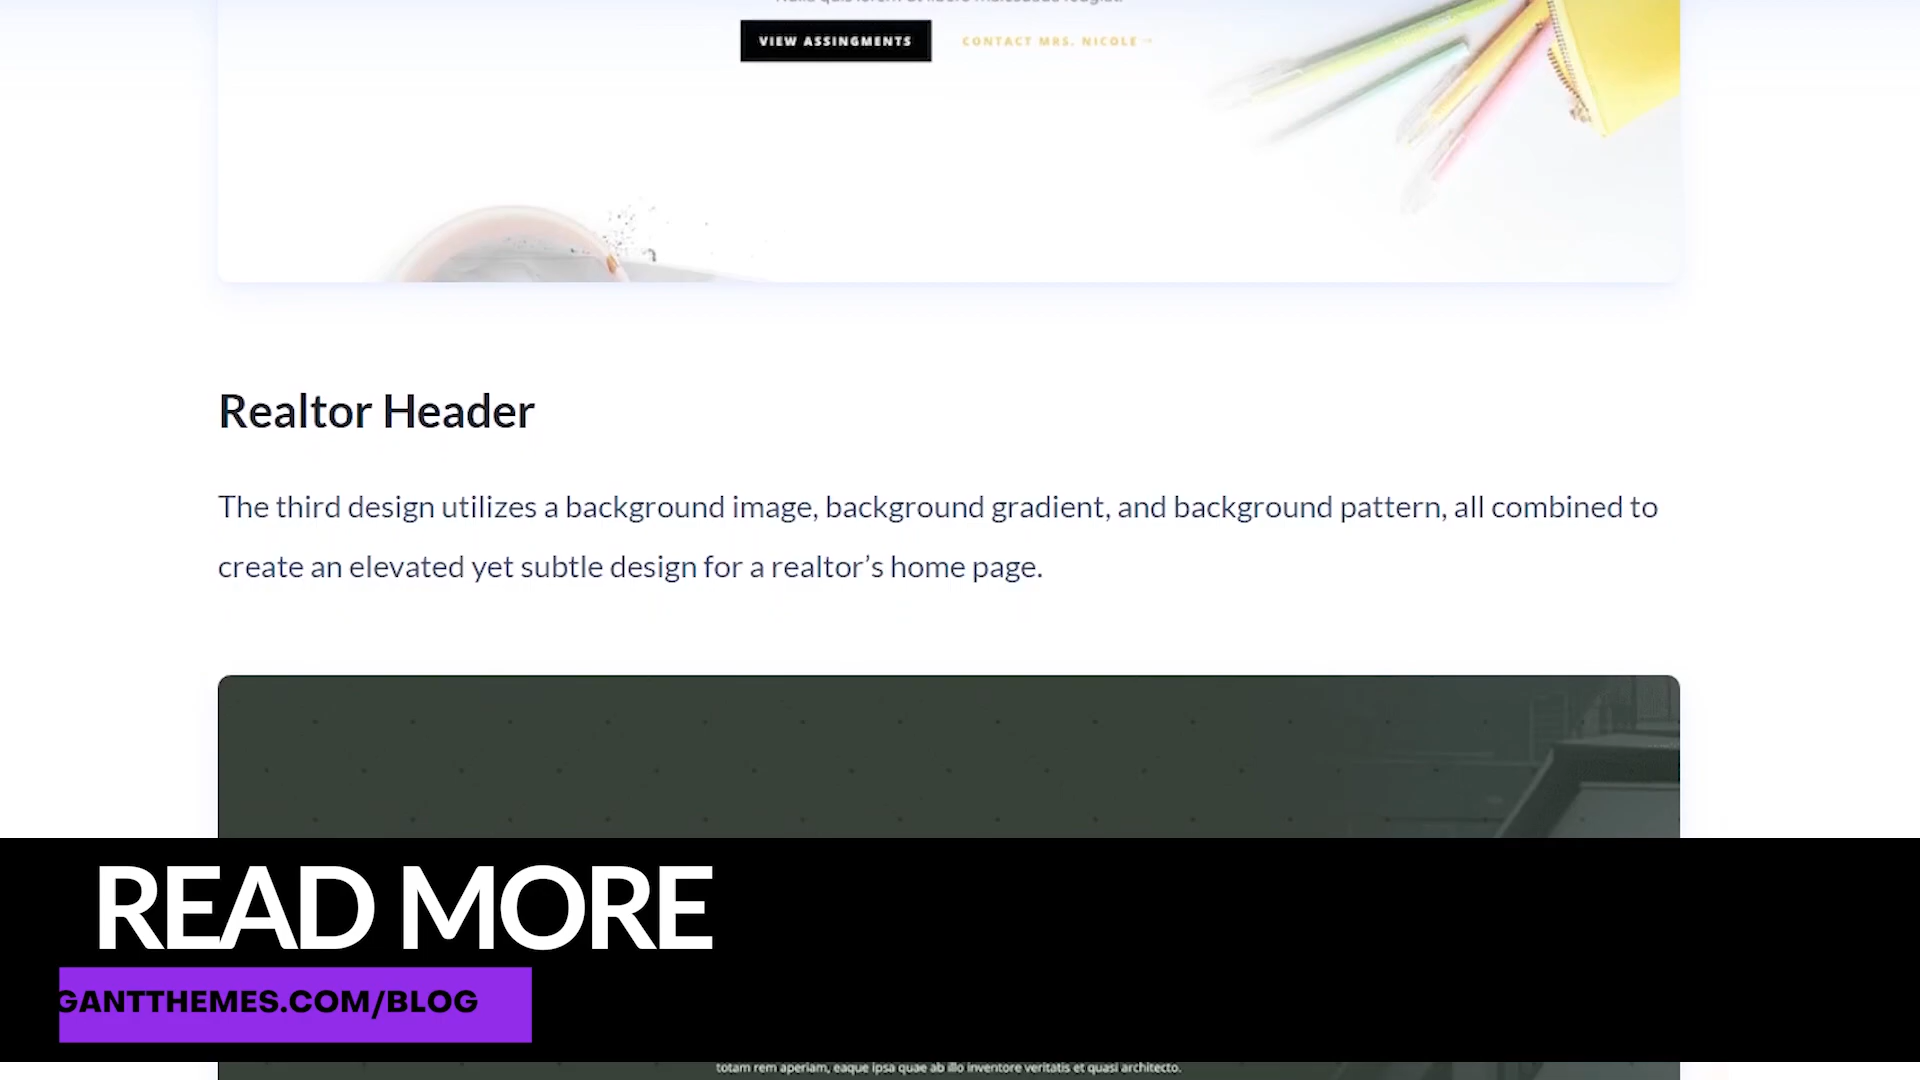 VIEW ASSINGMENTS
CONTACT MRS. NICOLE
Realtor Header
The third design utilizes a background image, background gradient, and background pattern, all combined to
create an elevated yet subtle design for a realtor’s home page.
READ MORE
GANTTHEMES.COM/BLOG
totam rem aperiam, eaque ipsa quae ab illo inventore veritatis et quasi architecto.